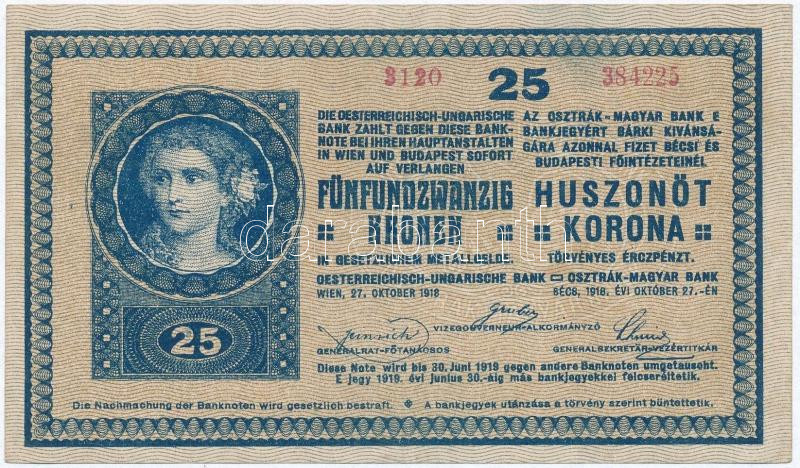 3120 25 384225
DIE OESTERREICHISCH-UNGARISCHE
BANK ZAHLT GEGEN DIESE BANK-
NOTE BEI IHREN HAUPTANSTALTEN
IN WIEN UND BUDAPEST SOFORT
AUF VERLANGEN
FÜNFUNDZWANZIG
KRONEN
IN GESETZLICHEM METALLGELDE.
AZ OSZTRÁK-MAGYAR BANK E
BANKJEGYÉRT BÁRKI KIVÁNSÁ-
GÁRA AZONNAL FIZET BÉCSI ÉS
BUDAPESTI FŐINTÉZETEINÉL
HUSZONÖT
KORONA
TÖLVÉNYES ÉRCZPÉNZT.
OESTERREICHISCH-UNGARISCHE BANK OSZTRÁK-MAGYAR BANK
WIEN, 27. OKTOBER 1918 BÉCS, 1918. ÉVI OKTÓBER 27.-ÉN
Gruber
VIZEGOUVERNEUR-ALKORMÁNYZÓ
GENERALRAT-FŐTANÁCSOS GENERALSEKRETÄR-VEZÉRTITKÁR
25
Diese Note wird bis 30. Juni 1919 gegen andere Banknoten umgetauscht.
E jegy 1919. évi junius 30.-áig más bankjegyekkel felcseréltetik.
Die Nachmachung der Banknoten wird gesetzlich bestraft. A bankjegyek utánzása a törvény szerint büntettetik.
darabanth